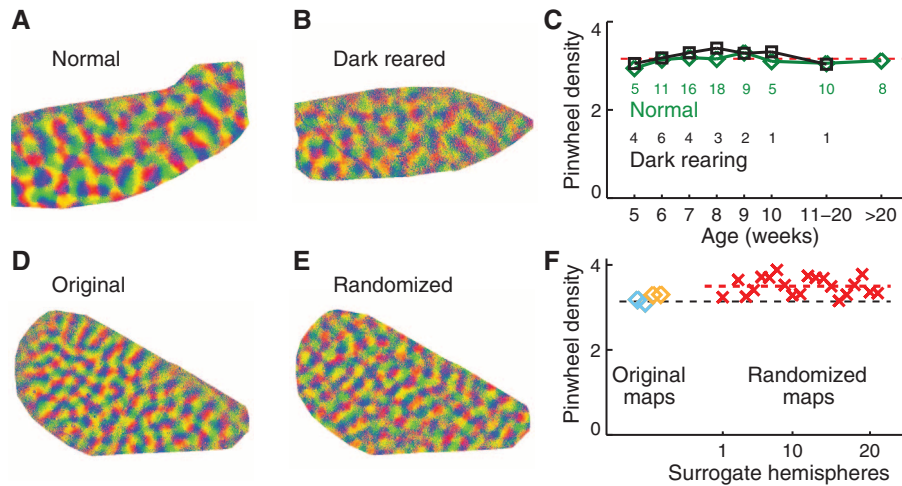 A
Normal
B
Dark reared
C
Pinwheel density
4
2
0
5 11 16 18 9 5 10 8
Normal
4 6 4 3 2 1 1
Dark rearing
5 6 7 8 9 10 11–20 >20
Age (weeks)
D
Original
E
Randomized
F
Pinwheel density
4
2
0
Original
maps
Randomized
maps
1 10 20
Surrogate hemispheres